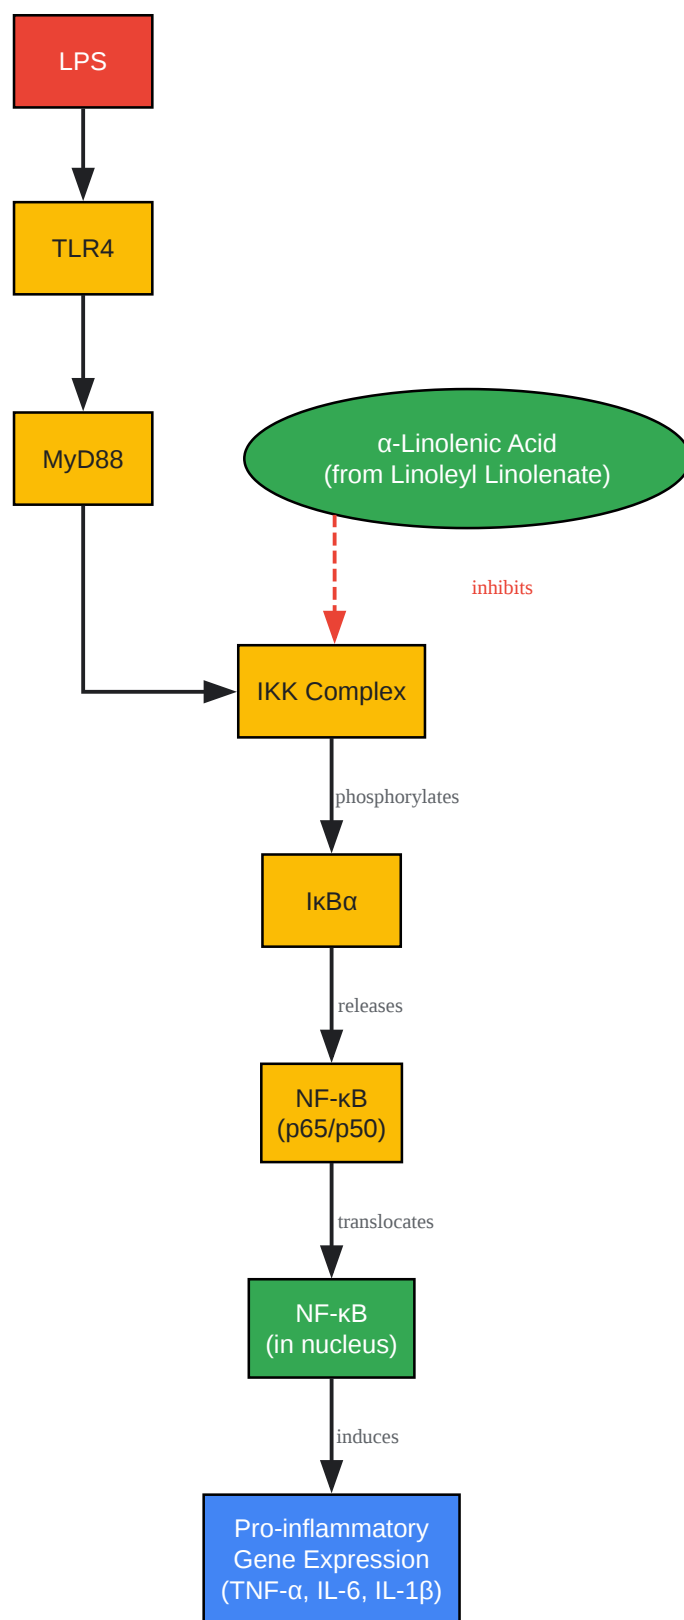 LPS
TLR4
MyD88
α-Linolenic Acid
(from Linoleyl Linolenate)
inhibits
IKK Complex
phosphorylates
IκBα
releases
NF-κB
(p65/p50)
translocates
NF-κB
(in nucleus)
induces
Pro-inflammatory
Gene Expression
(TNF-α, IL-6, IL-1β)